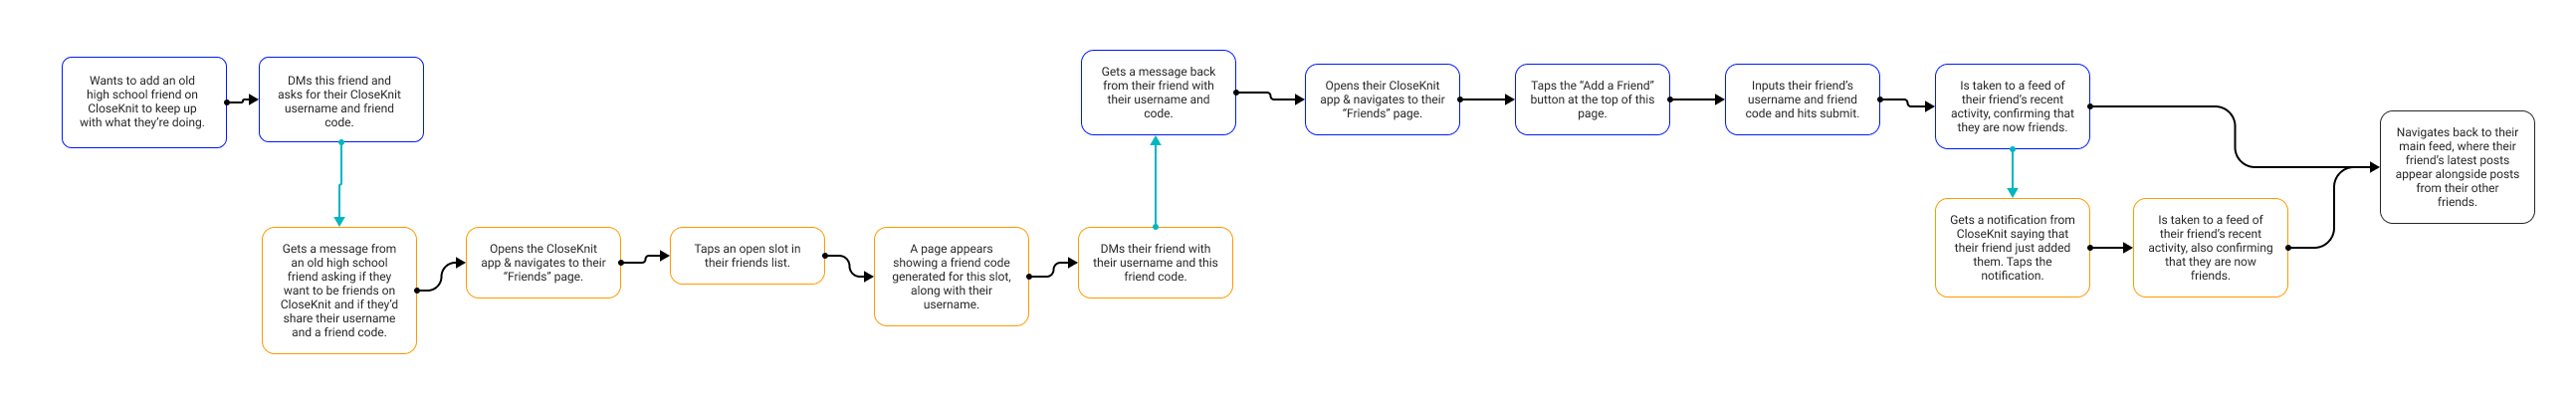 Wants to add an old
high school friend on
CloseKnit to keep up
with what they're doing.
DMs this friend and
asks for their CloseKnit
username and friend
code.
Gets a message from
an old high school
friend asking if they
want to be friends on
CloseKnit and if they'd
share their username
and a friend code.
Opens the CloseKnit
app & navigates to their
"Friends" page.
Taps an open slot in
their friends list.
A page appears
showing a friend code
generated for this slot,
along with their
username.
DMs their friend with
their username and this
friend code.
Gets a message back
from their friend with
their username and
code.
Opens their CloseKnit
app & navigates to their
"Friends" page.
Taps the “Add a Friend”
button at the top of this
page.
Inputs their friend's
username and friend
code and hits submit.
Is taken to a feed of
their friend's recent
activity, confirming that
they are now friends.
Gets a notification from
CloseKnit saying that
their friend just added
them. Taps the
notification.
Is taken to a feed of
their friend's recent
activity, also confirming
that they are now
friends.
Navigates back to their
main feed, where their
friend's latest posts
appear alongside posts
from their other
friends.